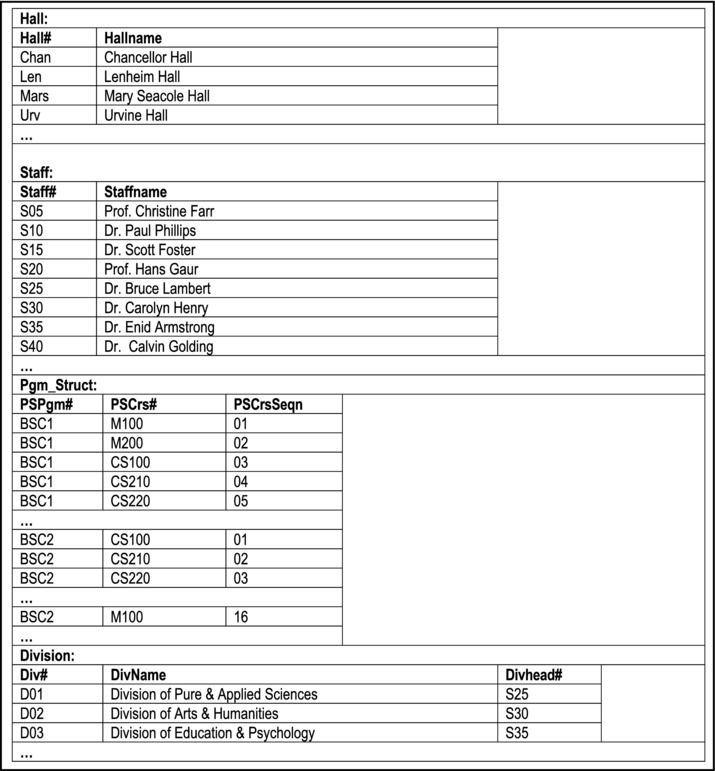 Hall:
Hall# Hallname
Chan Chancellor Hall
Len Lenheim Hall
Mars Mary Seacole Hall
Urv Urvine Hall
...
Staff:
Staff# Staffname
S05 Prof. Christine Farr
S10 Dr. Paul Phillips
S15 Dr. Scott Foster
S20 Prof. Hans Gaur
S25 Dr. Bruce Lambert
S30 Dr. Carolyn Henry
S35 Dr. Enid Armstrong
S40 Dr. Calvin Golding
...
Pgm_Struct:
PSPgm# PSCrs# PSCrsSeqn
BSC1 M100 01
BSC1 M200 02
BSC1 CS100 03
BSC1 CS210 04
BSC1 CS220 05
...
BSC2 CS100 01
BSC2 CS210 02
BSC2 CS220 03
...
BSC2 M100 16
...
Division:
Div# DivName Divhead#
D01 Division of Pure & Applied Sciences S25
D02 Division of Arts & Humanities S30
D03 Division of Education & Psychology S35
...